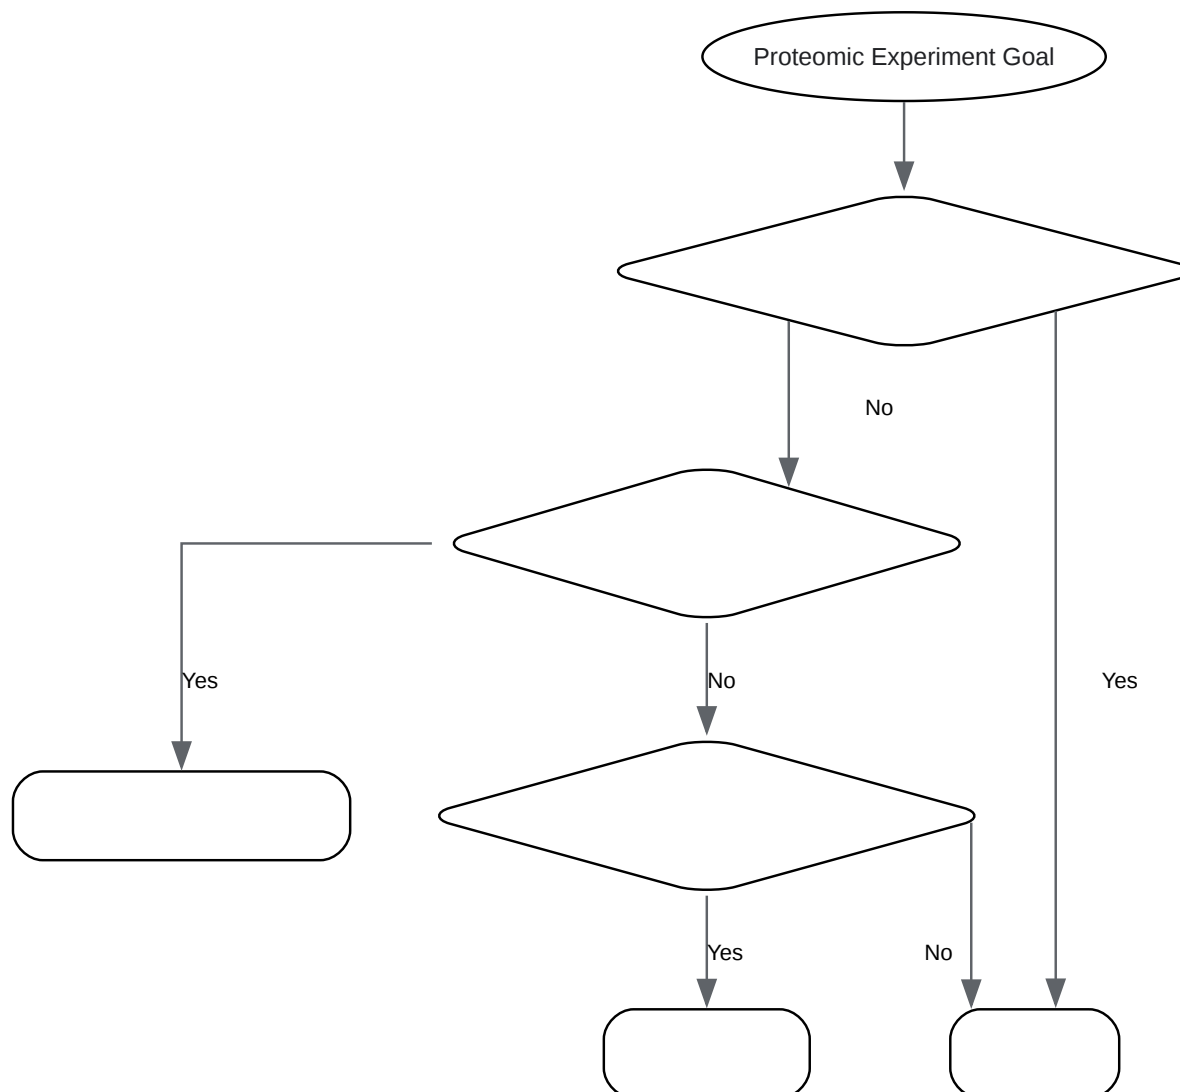 Proteomic Experiment Goal
No
Yes
No
Yes
Yes
No